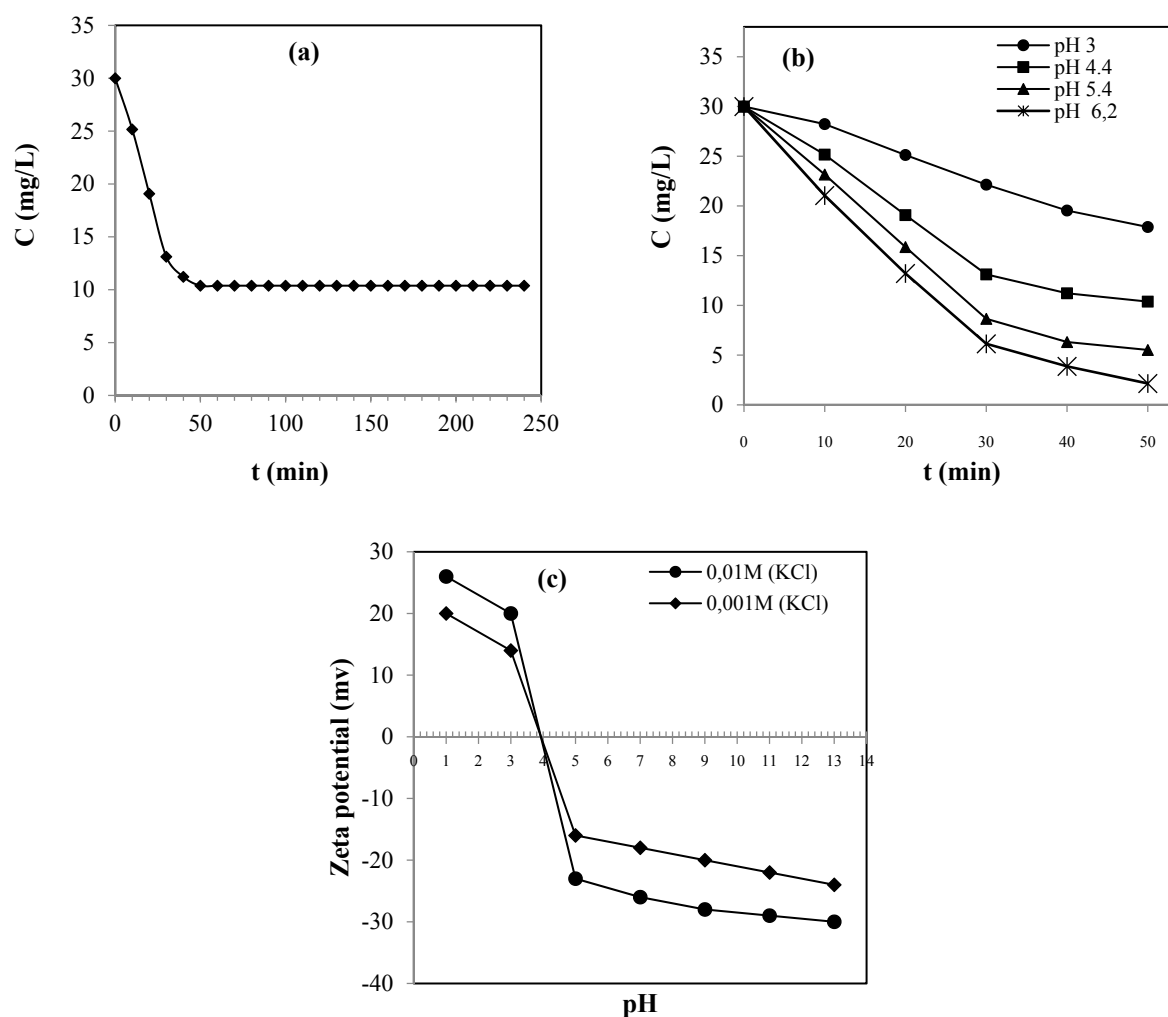 (a)
C (mg/L)
35
30
25
20
15
10
5
0
0 50 100 150 200 250
t (min)
(b)
pH 3
pH 4.4
pH 5.4
pH 6,2
C (mg/L)
35
30
25
20
15
10
5
0
0 10 20 30 40 50
t (min)
(c)
0,01M (KCl)
0,001M (KCl)
Zeta potential (mv)
30
20
10
0
-10
-20
-30
-40
0 1 2 3 4 5 6 7 8 9 10 11 12 13 14
pH